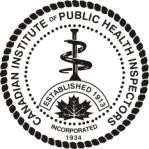 CANADIAN INSTITUTE OF PUBLIC HEALTH INSPECTORS
ESTABLISHED 1913
INCORPORATED
1934